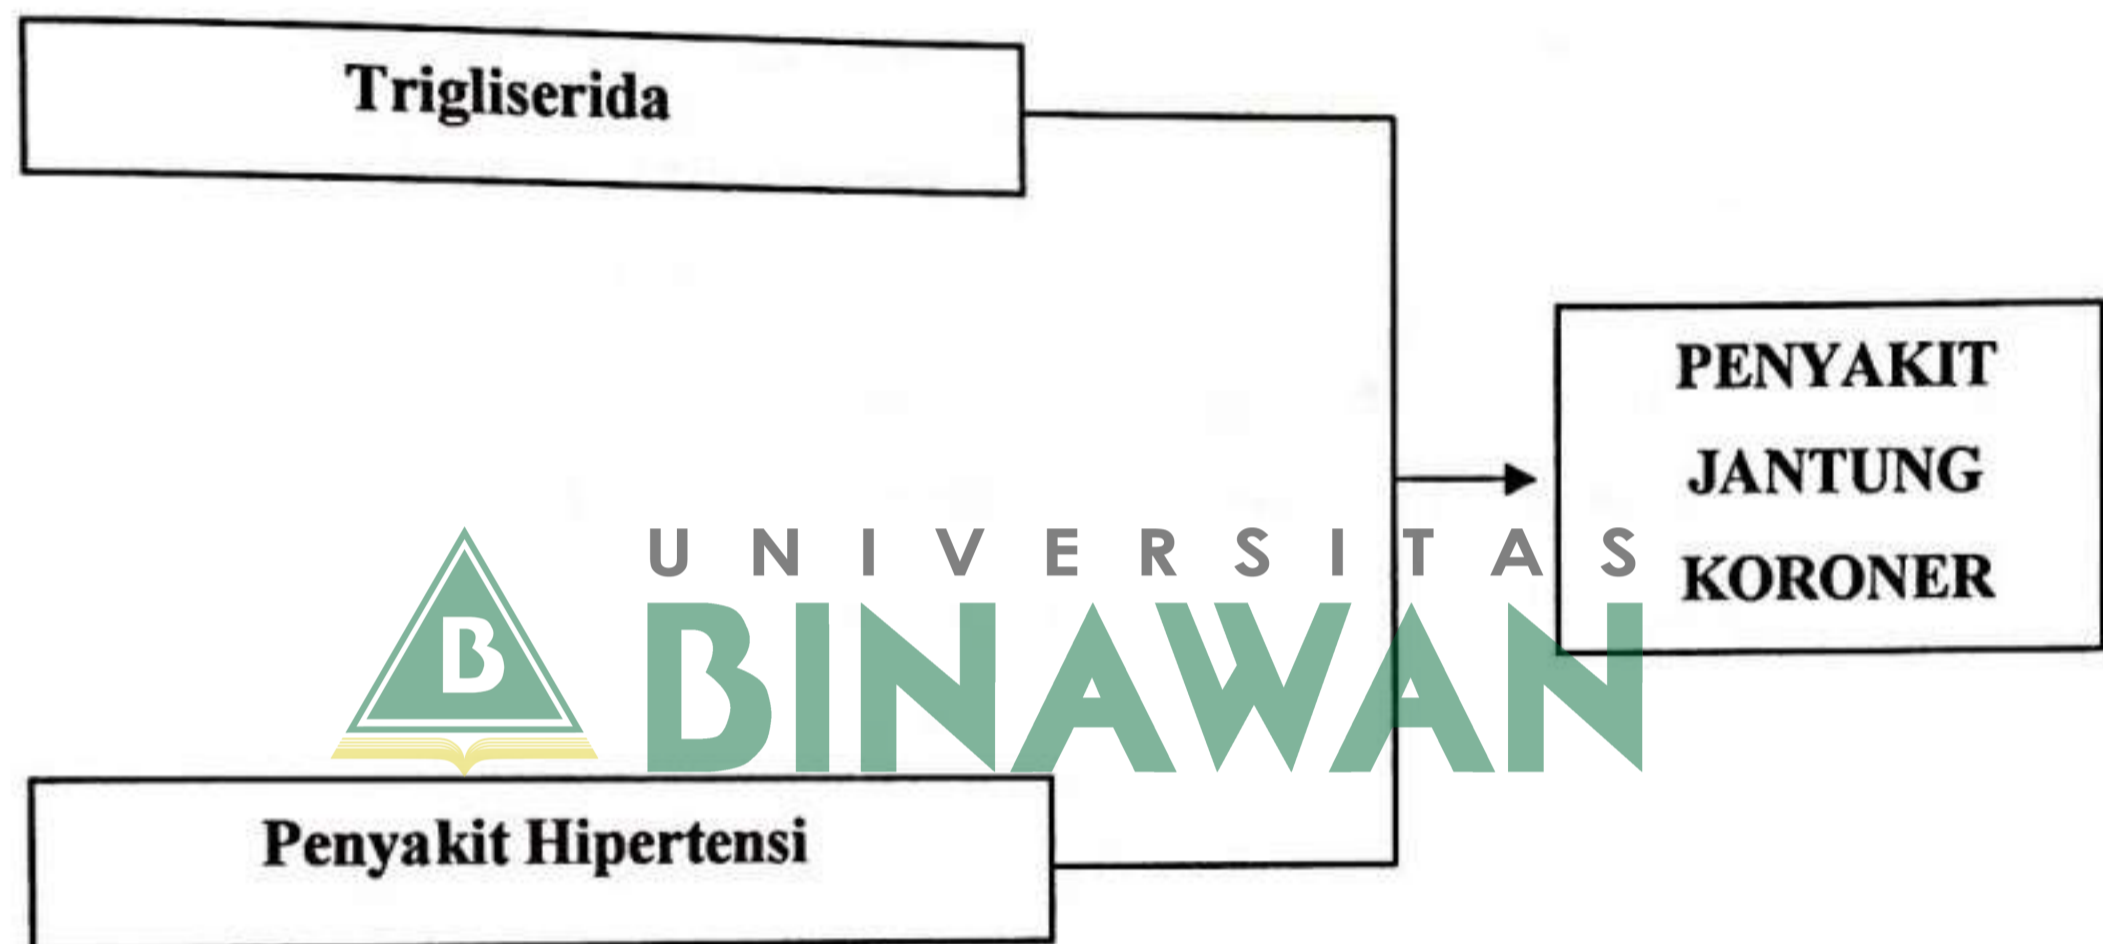 Trigliserida
PENYAKIT
JANTUNG
KORONER
UNIVERSITAS
B
BINAWAN
Penyakit Hipertensi